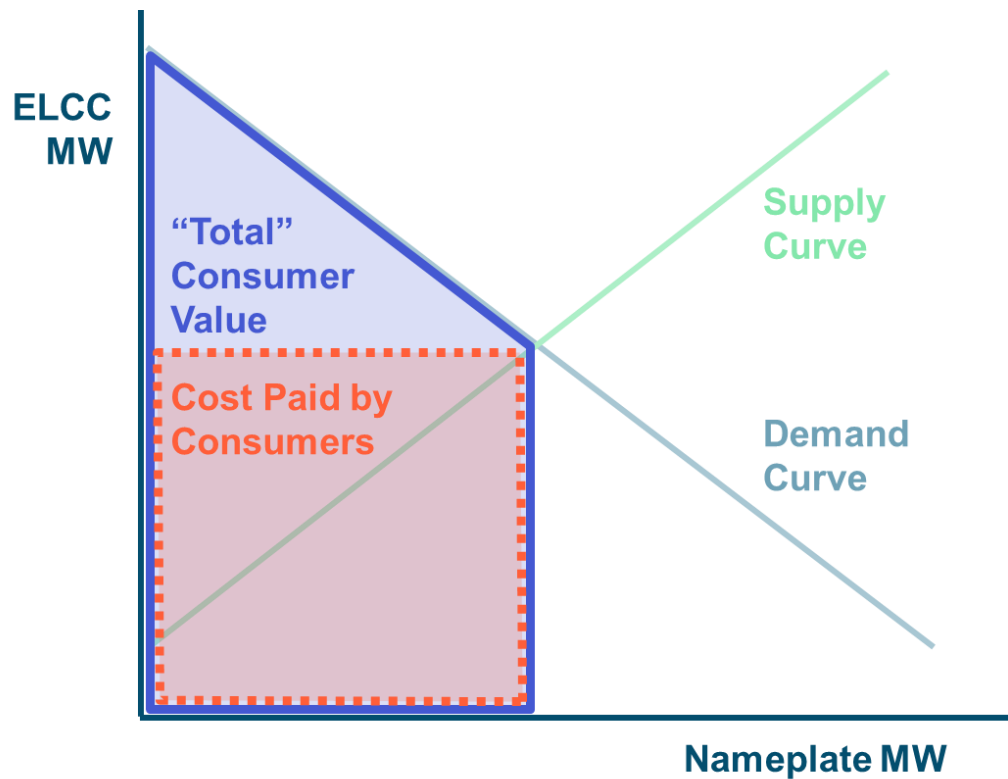 ELCC
MW
“Total”
Consumer
Value
Cost Paid by
Consumers
Supply
Curve
Demand
Curve
Nameplate MW